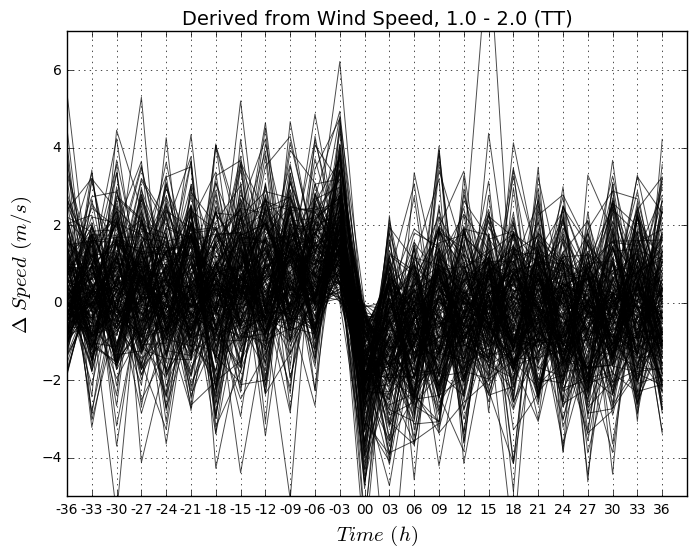 Derived from Wind Speed, 1.0 - 2.0 (TT)
6
4
2
0
−2
−4
Δ Speed (m/s)
-36 -33 -30 -27 -24 -21 -18 -15 -12 -09 -06 -03 00 03 06 09 12 15 18 21 24 27 30 33 36
Time (h)